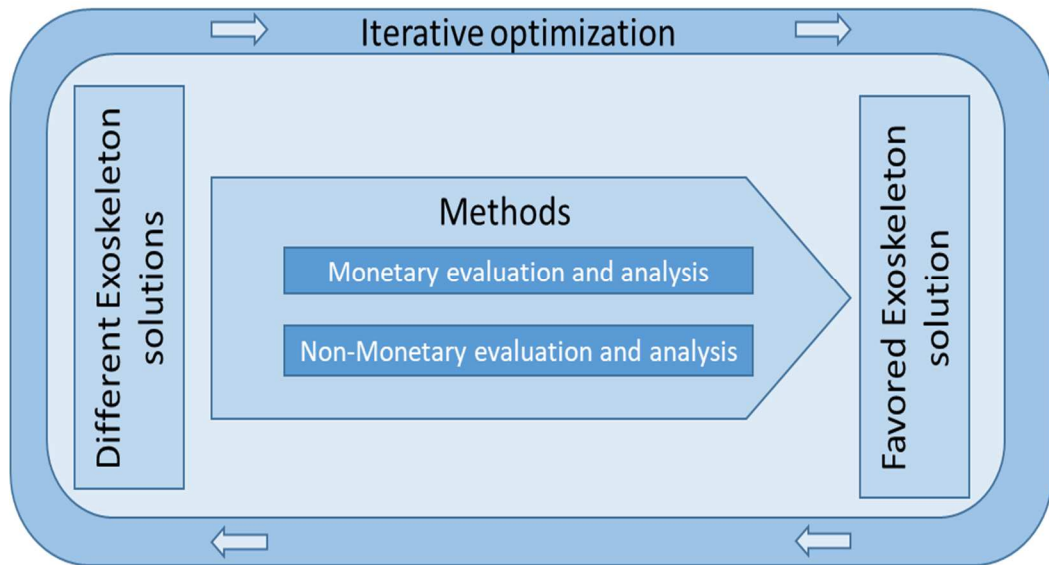 Iterative optimization
Different Exoskeleton
solutions
Methods
Monetary evaluation and analysis
Non-Monetary evaluation and analysis
Favored Exoskeleton
solution